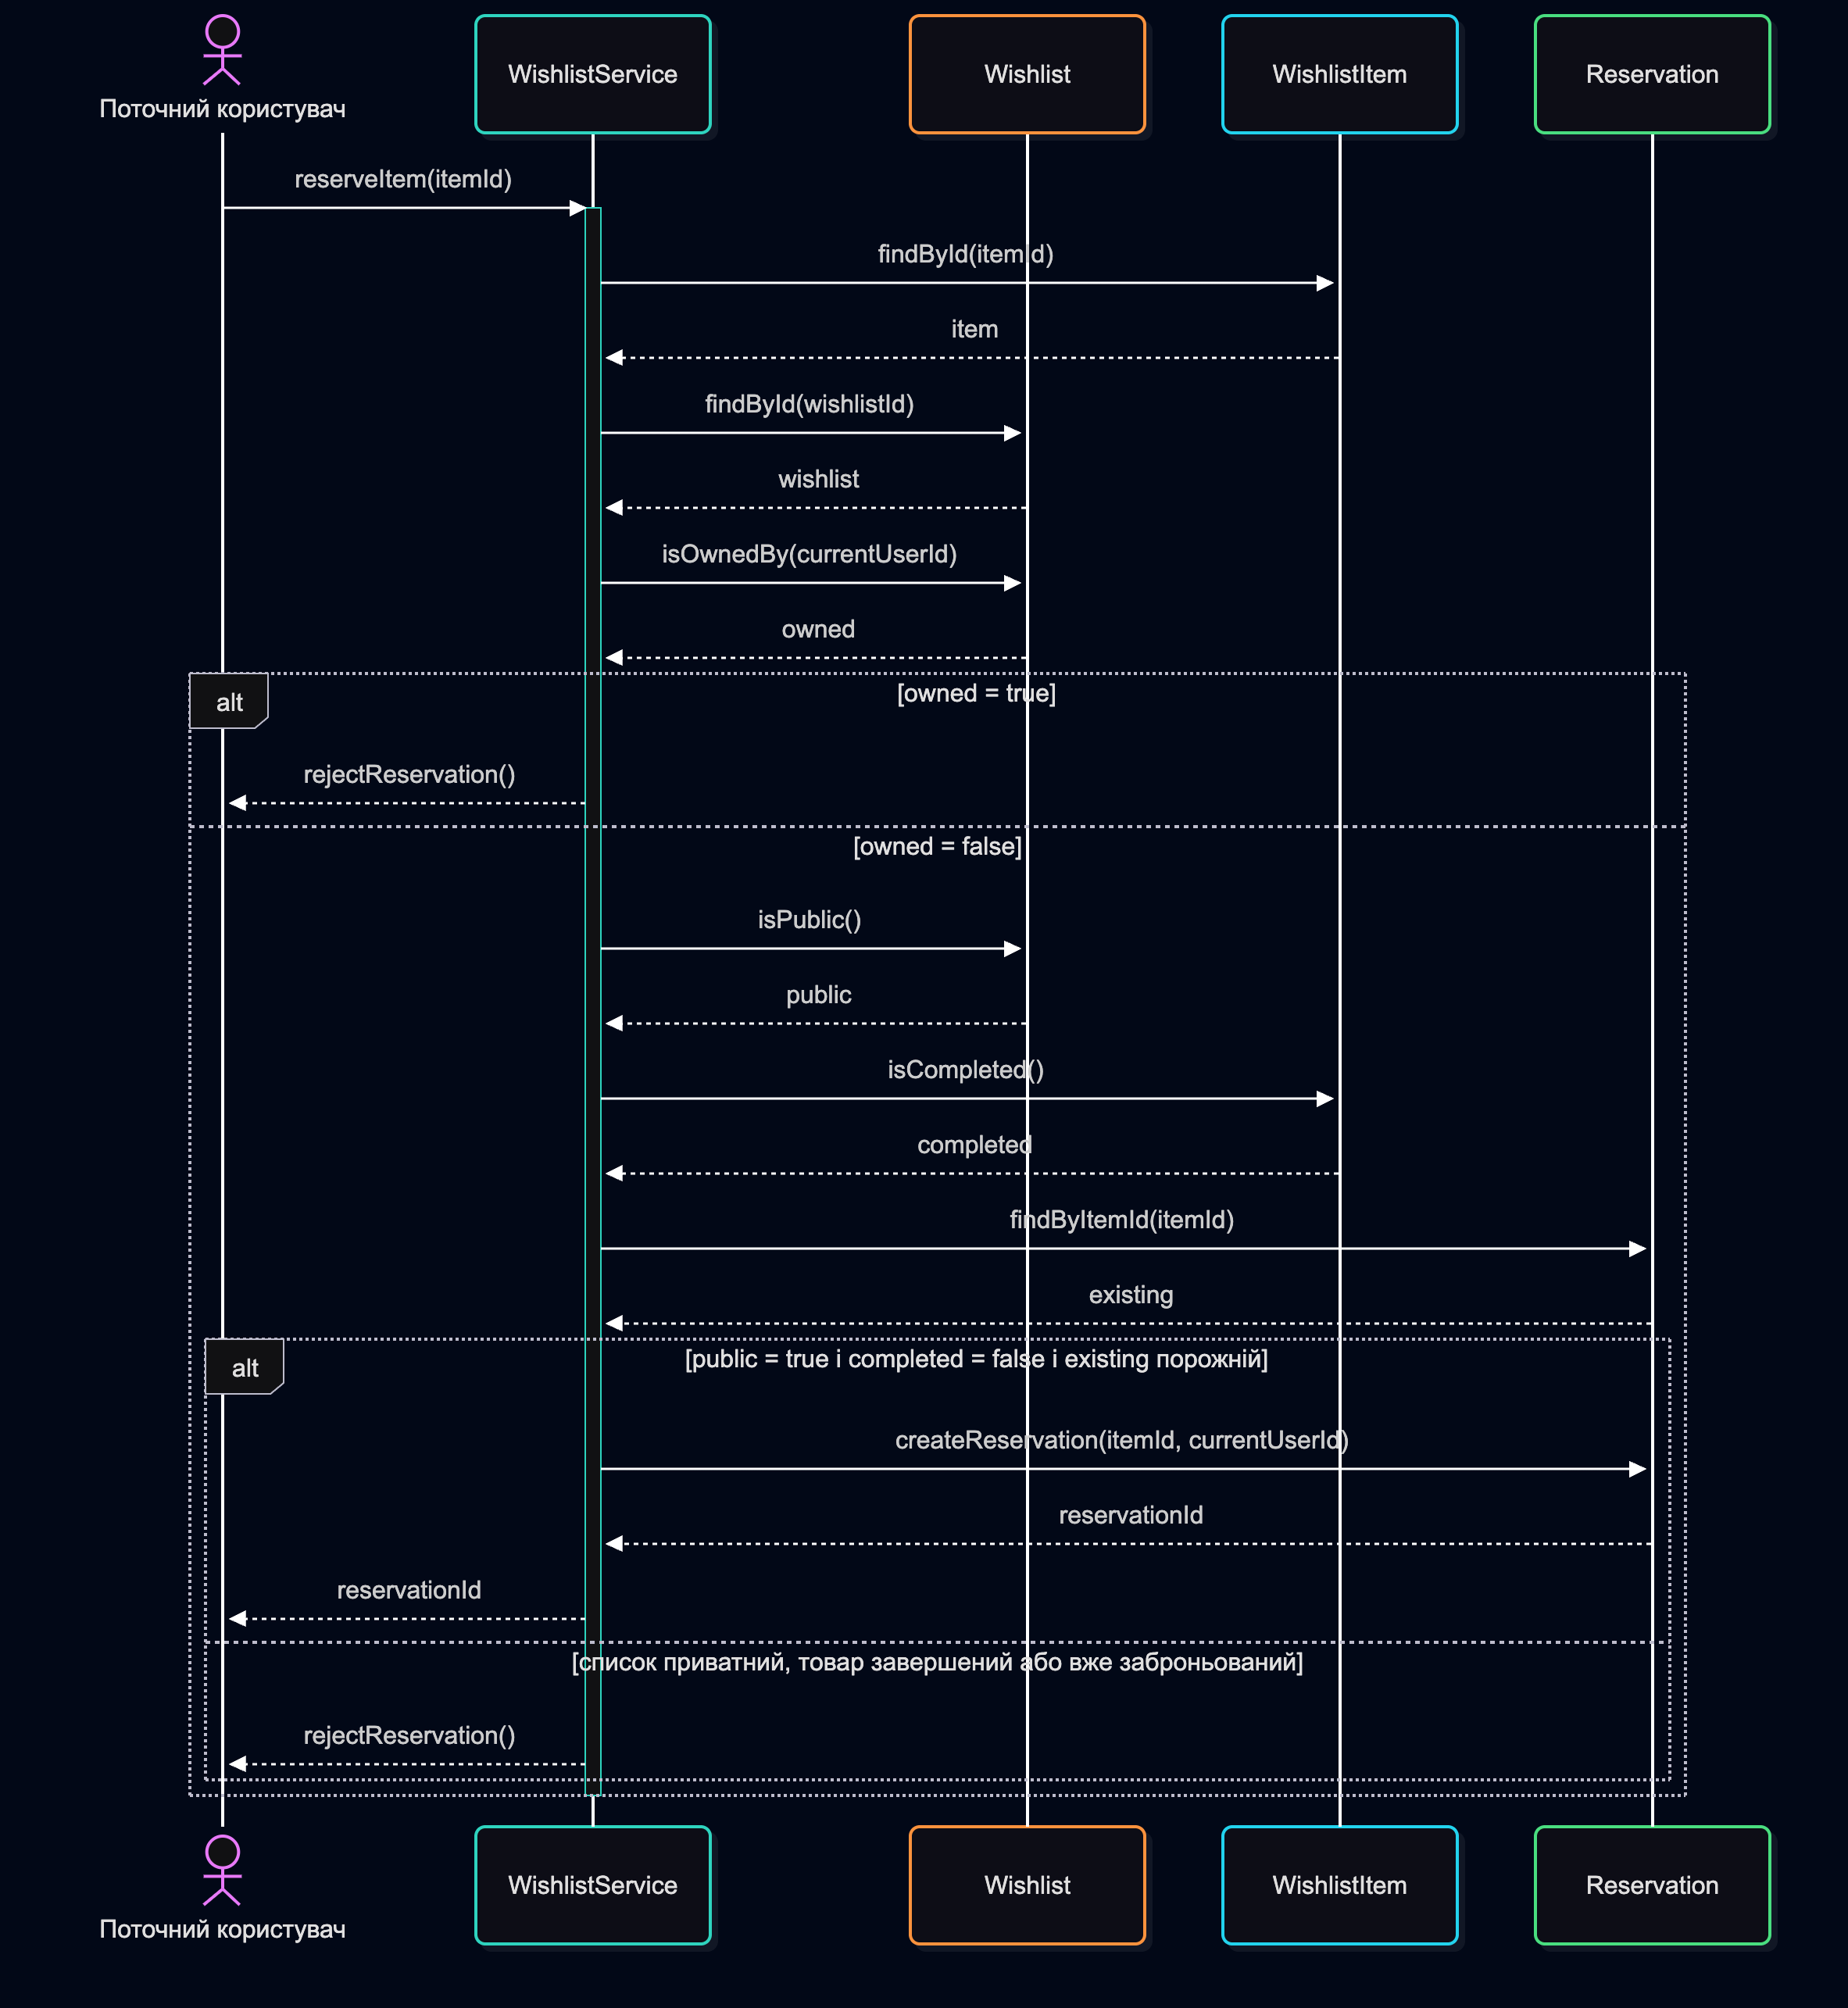 Поточний користувач
WishlistService
Wishlist
WishlistItem
Reservation
reserveItem(itemId)
findById(itemId)
item
findById(wishlistId)
wishlist
isOwnedBy(currentUserId)
owned
alt
[owned = true]
rejectReservation()
[owned = false]
isPublic()
public
isCompleted()
completed
findByItemId(itemId)
existing
alt
[public = true і completed = false і existing порожній]
createReservation(itemId, currentUserId)
reservationId
reservationId
[список приватний, товар завершений або вже заброньований]
rejectReservation()
Поточний користувач
WishlistService
Wishlist
WishlistItem
Reservation